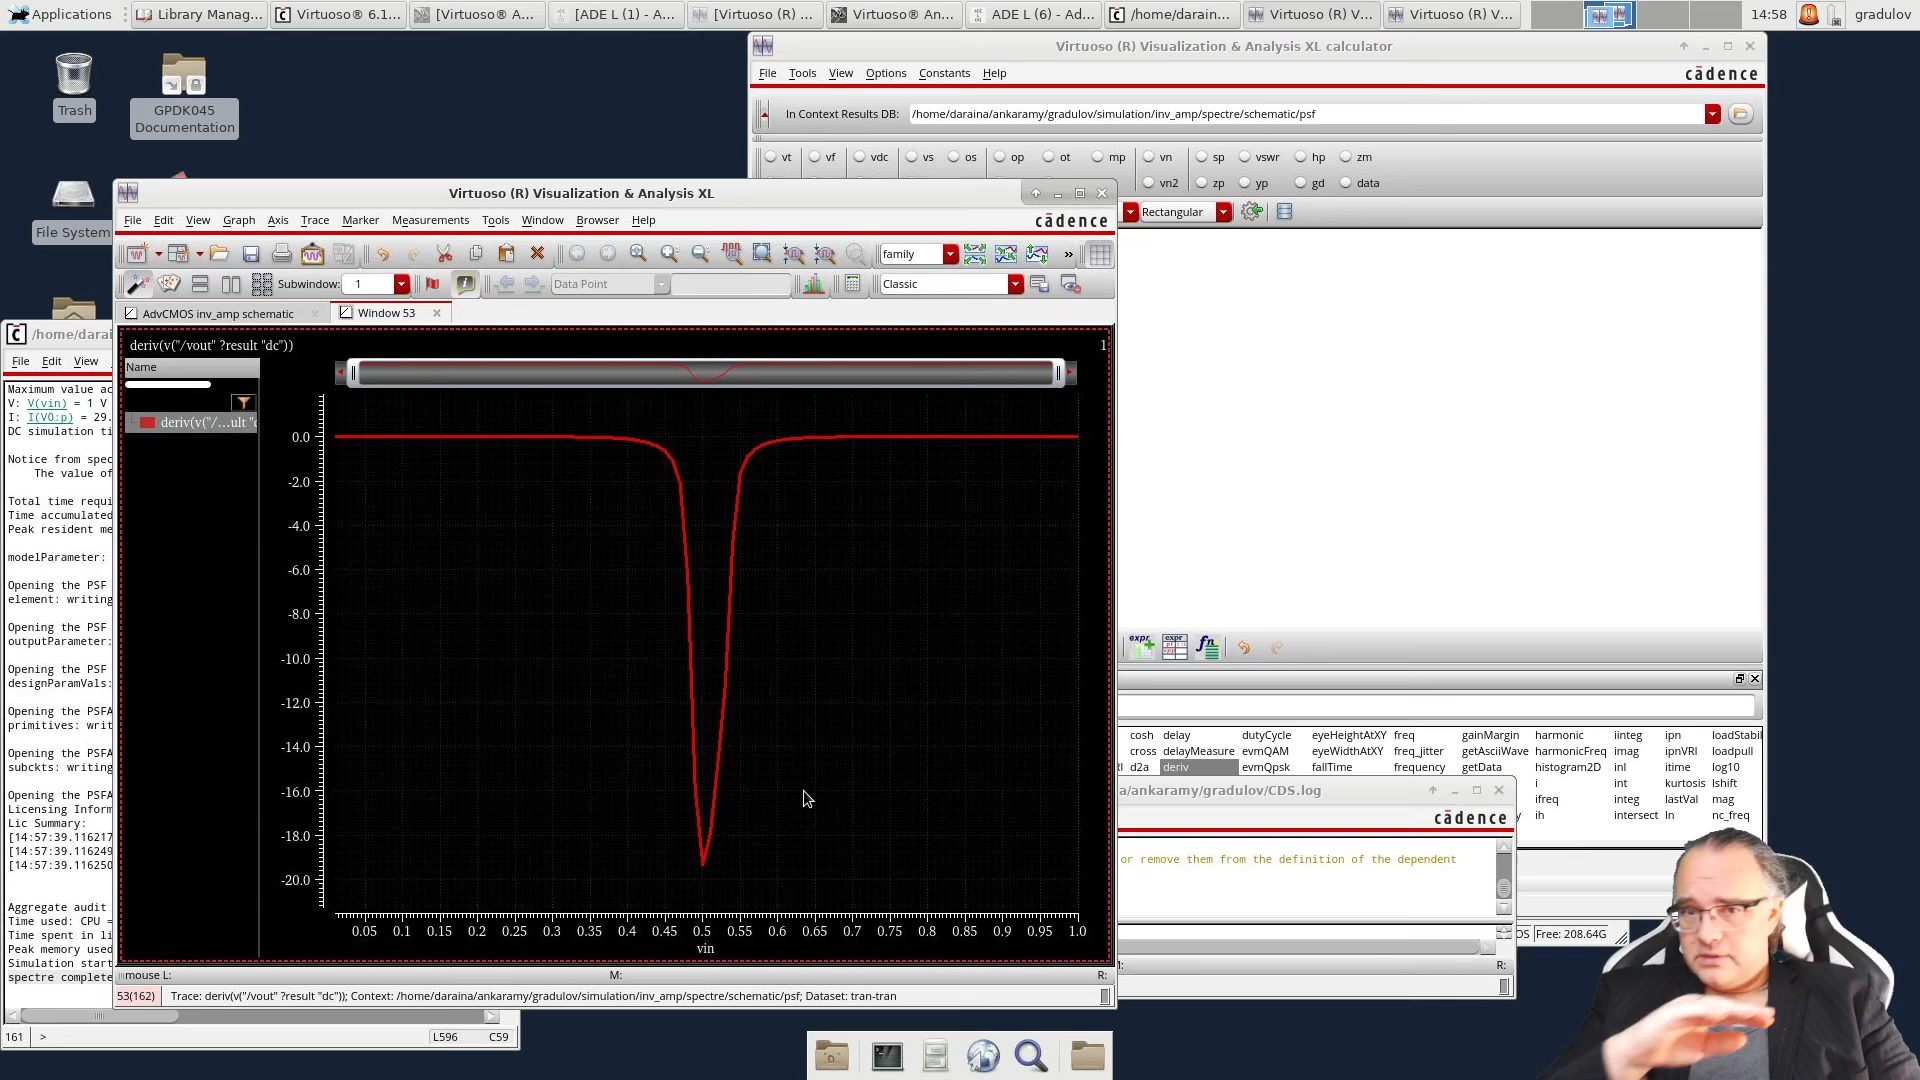 Applications
Library Manag...
Virtuoso® 6.1...
[Virtuoso® A...
[ADE L (1) - A...
[Virtuoso (R) ...
Virtuoso® An...
ADE L (6) - Ad...
/home/darain...
Virtuoso (R) V...
Virtuoso (R) V...
14:58
gradulov
Trash
GPDK045
Documentation
File System
Virtuoso (R) Visualization & Analysis XL calculator
File Tools View Options Constants Help
cādence
In Context Results DB: /home/daraina/ankaramy/gradulov/simulation/inv_amp/spectre/schematic/psf
vt vf vdc vs os op ot mp vn sp vswr hp zm
vn2 zp yp gd data
Rectangular
Virtuoso (R) Visualization & Analysis XL
File Edit View Graph Axis Trace Marker Measurements Tools Window Browser Help
cādence
family
Subwindow: 1
Data Point
Classic
AdvCMOS inv_amp schematic
Window 53
deriv(v("/vout" ?result "dc"))
1
Name
deriv(v("/...ult "c
0.0
-2.0
-4.0
-6.0
-8.0
-10.0
-12.0
-14.0
-16.0
-18.0
-20.0
0.05 0.1 0.15 0.2 0.25 0.3 0.35 0.4 0.45 0.5 0.55 0.6 0.65 0.7 0.75 0.8 0.85 0.9 0.95 1.0
vin
mouse L: M: R:
53(162) Trace: deriv(v("/vout" ?result "dc")); Context: /home/daraina/ankaramy/gradulov/simulation/inv_amp/spectre/schematic/psf; Dataset: tran-tran
/home/darai
File Edit View
Maximum value ac
V: V(vin) = 1 V
I: I(V0:p) = 29.
DC simulation ti
Notice from spec
The value of
Total time requi
Time accumulated
Peak resident me
modelParameter:
Opening the PSF
element: writing
Opening the PSF
outputParameter:
Opening the PSF
designParamVals:
Opening the PSFA
primitives: writ
Opening the PSFA
subckts: writing
Opening the PSFA
Licensing Inform
Lic Summary:
[14:57:39.116217
[14:57:39.116249
[14:57:39.116250
Aggregate audit
Time used: CPU =
Time spent in li
Peak memory used
Simulation start
spectre complete
161 > L596 C59
expr expr fn
cosh delay dutyCycle eyeHeightAtXY freq gainMargin harmonic iinteg ipn loadStabil
cross delayMeasure evmQAM eyeWidthAtXY freq_jitter getAsciiWave harmonicFreq imag ipnVRI loadpull
d2a deriv evmQpsk fallTime frequency getData histogram2D inl itime log10
i int kurtosis lshift
ifreq integ lastVal mag
ih intersect ln nc_freq
a/ankaramy/gradulov/CDS.log
cādence
or remove them from the definition of the dependent
R:
OS Free: 208.64G